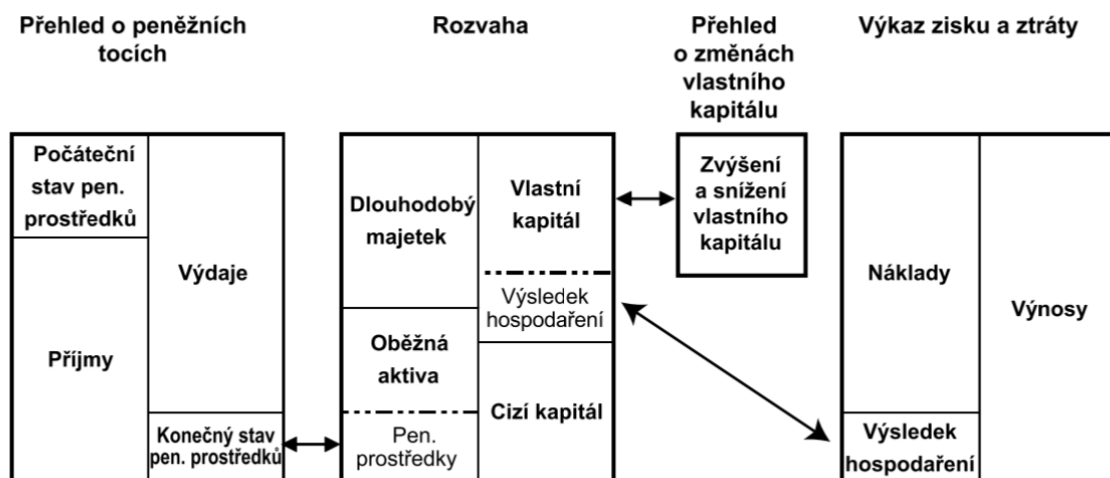 Přehled o peněžních
tocích
Rozvaha
Přehled
o změnách
vlastního
kapitálu
Výkaz zisku a ztráty
Počáteční
stav pen.
prostředků
Příjmy
Výdaje
Konečný stav
pen. prostředků
Dlouhodobý
majetek
Oběžná
aktiva
Pen.
prostředky
Vlastní
kapitál
Výsledek
hospodaření
Cizí kapitál
Zvýšení
a snížení
vlastního
kapitálu
Náklady
Výsledek
hospodaření
Výnosy